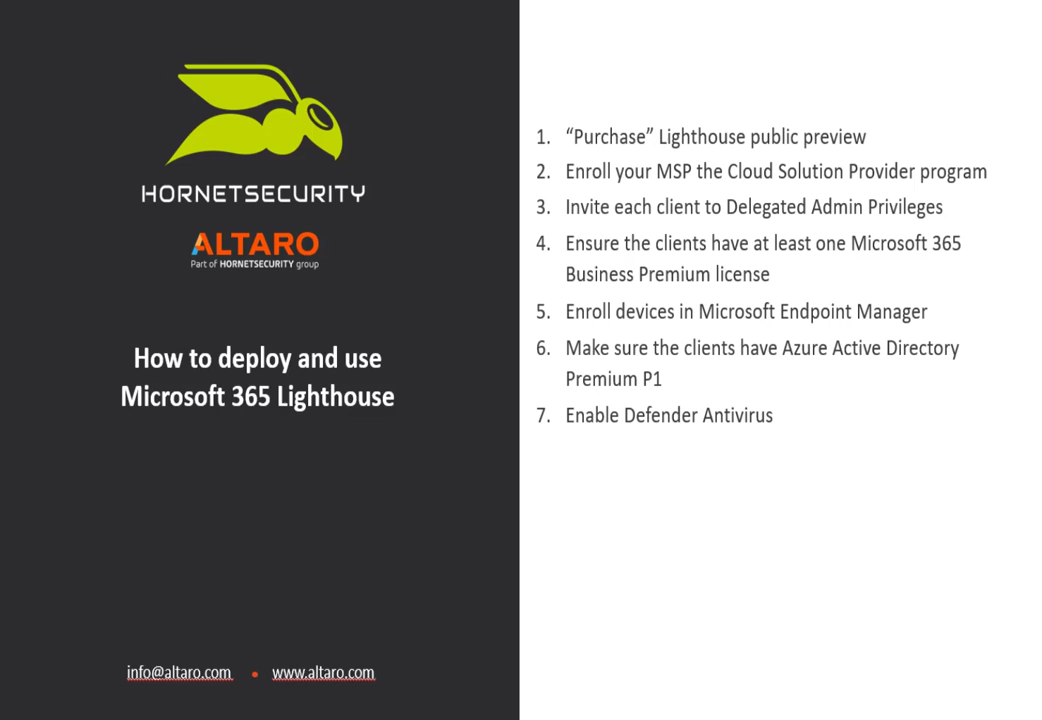 HORNETSECURITY
ALTARO
Part of HORNETSECURITY group
How to deploy and use
Microsoft 365 Lighthouse
info@altaro.com • www.altaro.com
1. “Purchase” Lighthouse public preview
2. Enroll your MSP the Cloud Solution Provider program
3. Invite each client to Delegated Admin Privileges
4. Ensure the clients have at least one Microsoft 365
Business Premium license
5. Enroll devices in Microsoft Endpoint Manager
6. Make sure the clients have Azure Active Directory
Premium P1
7. Enable Defender Antivirus